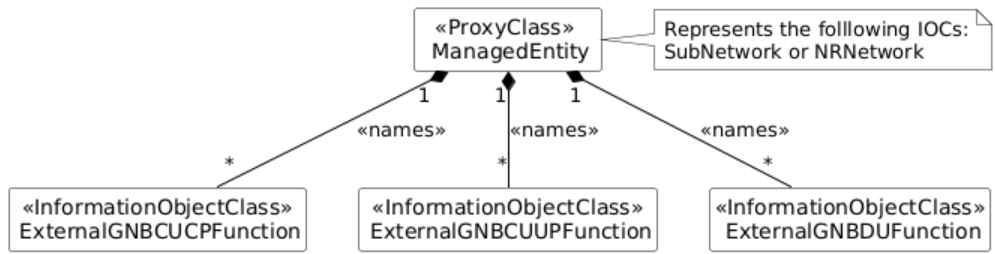 «ProxyClass»
ManagedEntity
Represents the folllowing IOCs:
SubNetwork or NRNetwork
1
1
1
«names»
«names»
«names»
*
*
*
«InformationObjectClass»
ExternalGNBCUCPFunction
«InformationObjectClass»
ExternalGNBCUUPFunction
«InformationObjectClass»
ExternalGNBDUFunction